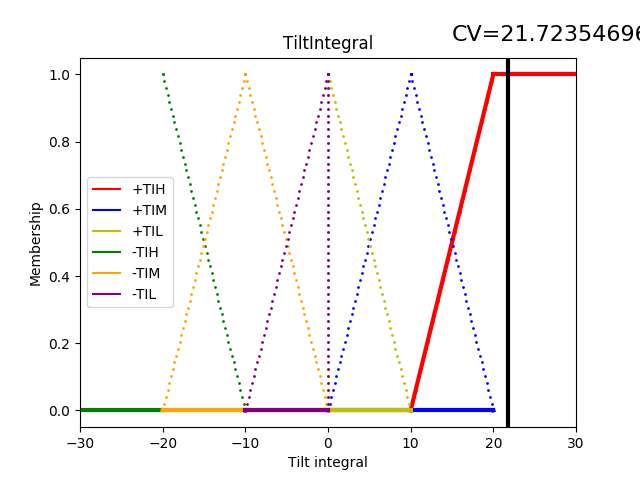 CV=21.72354696
TiltIntegral
1.0
0.8
0.6
0.4
0.2
0.0
Membership
+TIH
+TIM
+TIL
-TIH
-TIM
-TIL
−30 −20 −10 0 10 20 30
Tilt integral